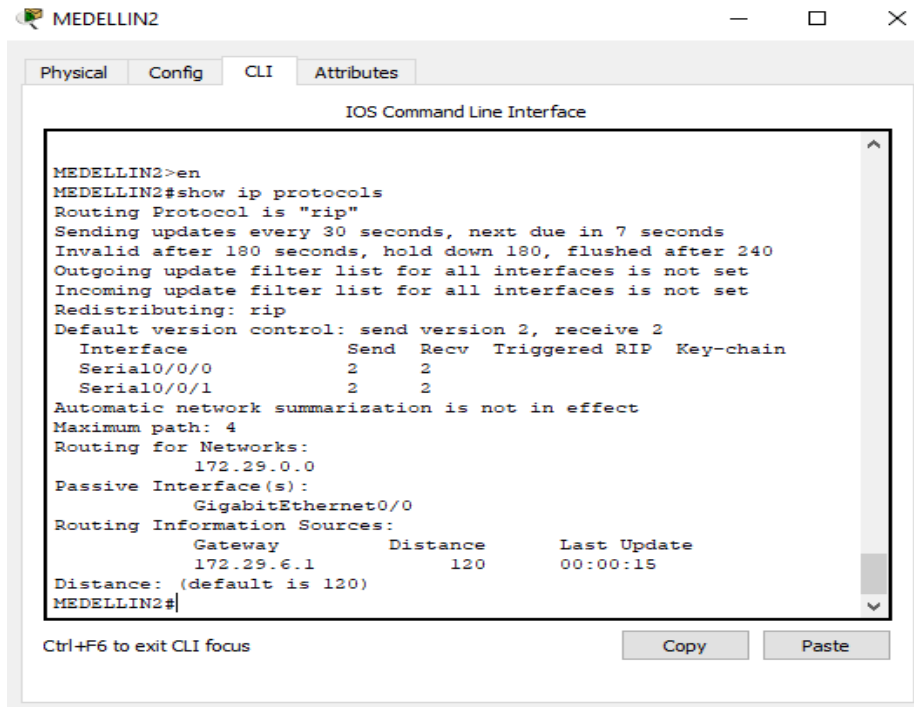 MEDELLIN2
Physical Config CLI Attributes
IOS Command Line Interface
MEDELLIN2>en
MEDELLIN2#show ip protocols
Routing Protocol is "rip"
Sending updates every 30 seconds, next due in 7 seconds
Invalid after 180 seconds, hold down 180, flushed after 240
Outgoing update filter list for all interfaces is not set
Incoming update filter list for all interfaces is not set
Redistributing: rip
Default version control: send version 2, receive 2
Interface Send Recv Triggered RIP Key-chain
Serial0/0/0 2 2
Serial0/0/1 2 2
Automatic network summarization is not in effect
Maximum path: 4
Routing for Networks:
172.29.0.0
Passive Interface(s):
GigabitEthernet0/0
Routing Information Sources:
Gateway Distance Last Update
172.29.6.1 120 00:00:15
Distance: (default is 120)
MEDELLIN2#
Ctrl+F6 to exit CLI focus Copy Paste